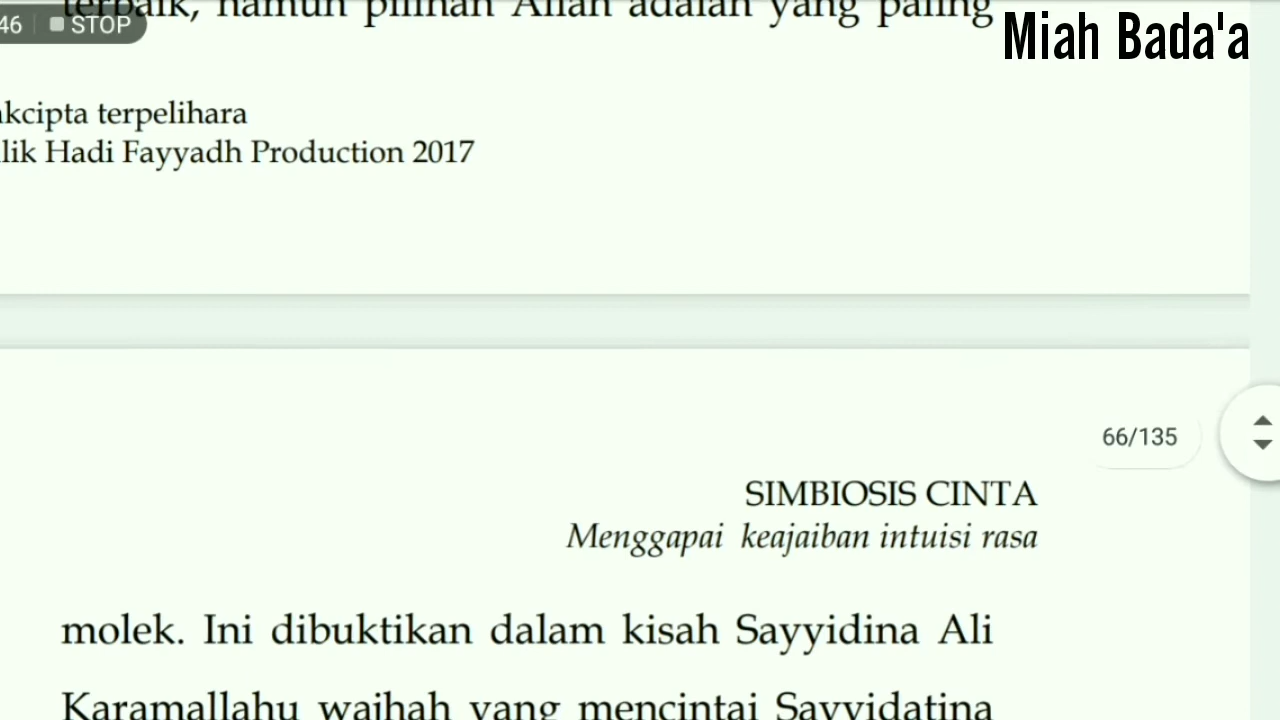 terbaik, namun pilihan Allah adalah yang paling
46 STOP
Miah Bada'a
akcipta terpelihara
lik Hadi Fayyadh Production 2017
66/135
SIMBIOSIS CINTA
Menggapai keajaiban intuisi rasa
molek. Ini dibuktikan dalam kisah Sayyidina Ali
Karamallahu wajhah yang mencintai Sayyidatina